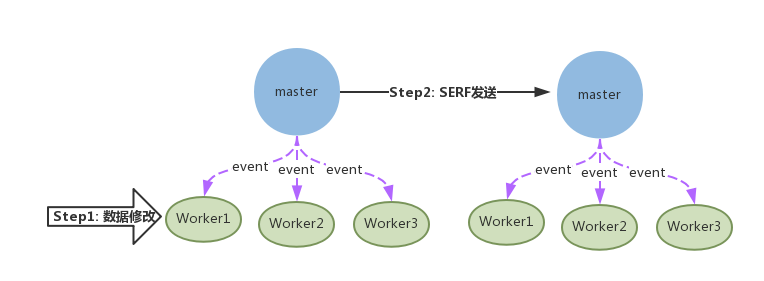 master
Step2: SERF发送
master
event
event
event
event
event
event
Step1: 数据修改
Worker1
Worker2
Worker3
Worker1
Worker2
Worker3